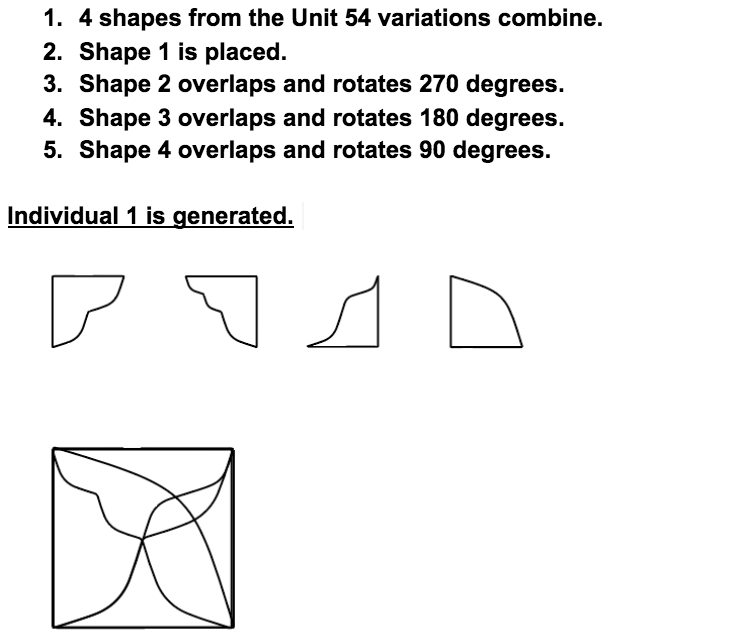 1. 4 shapes from the Unit 54 variations combine.
2. Shape 1 is placed.
3. Shape 2 overlaps and rotates 270 degrees.
4. Shape 3 overlaps and rotates 180 degrees.
5. Shape 4 overlaps and rotates 90 degrees.
Individual 1 is generated.